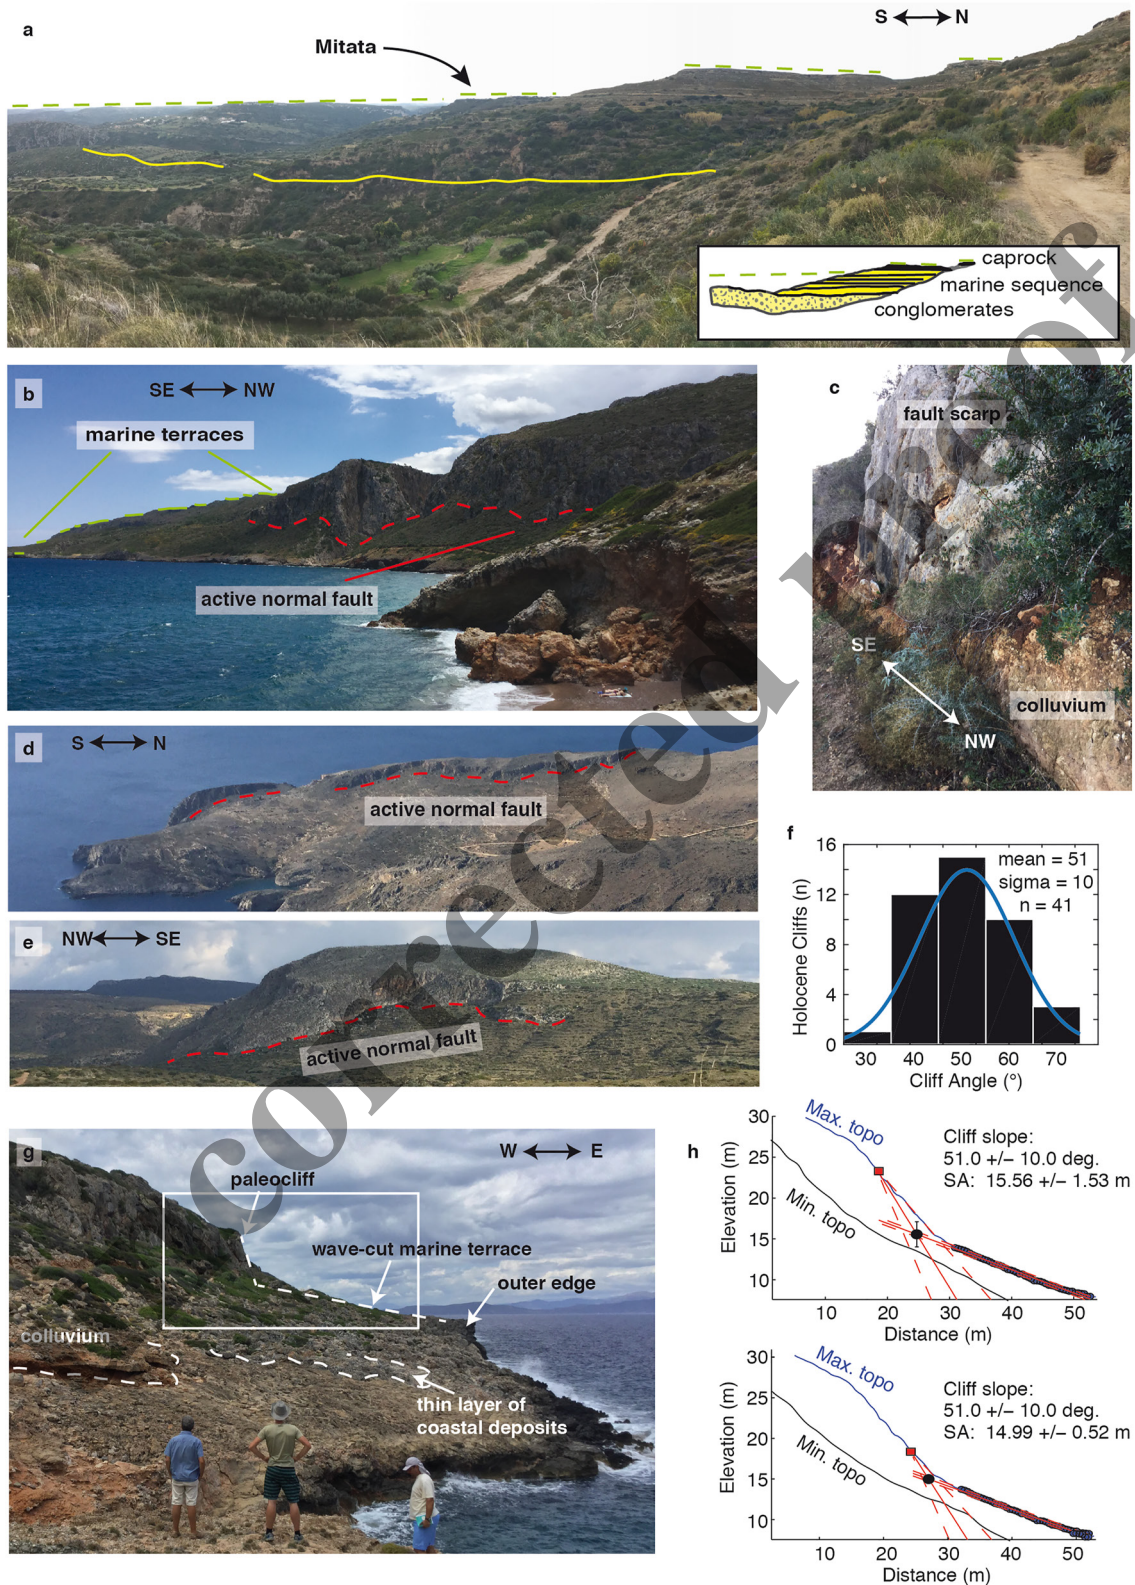 a
S N
Mitata
caprock
marine sequence
conglomerates
b
SE NW
marine terraces
active normal fault
c
fault scarp
SE
NW
colluvium
d
S N
active normal fault
e
NW SE
active normal fault
f
Holocene Cliffs (n)
16
12
8
4
0
mean = 51
sigma = 10
n = 41
30 40 50 60 70
Cliff Angle (°)
g
W E
paleocliff
wave-cut marine terrace
outer edge
colluvium
thin layer of
coastal deposits
h
Elevation (m)
30
25
20
15
10
Max. topo
Min. topo
Cliff slope:
51.0 +/– 10.0 deg.
SA: 15.56 +/– 1.53 m
10 20 30 40 50
Distance (m)
Elevation (m)
30
25
20
15
10
Max. topo
Min. topo
Cliff slope:
51.0 +/– 10.0 deg.
SA: 14.99 +/– 0.52 m
10 20 30 40 50
Distance (m)
corrected proof